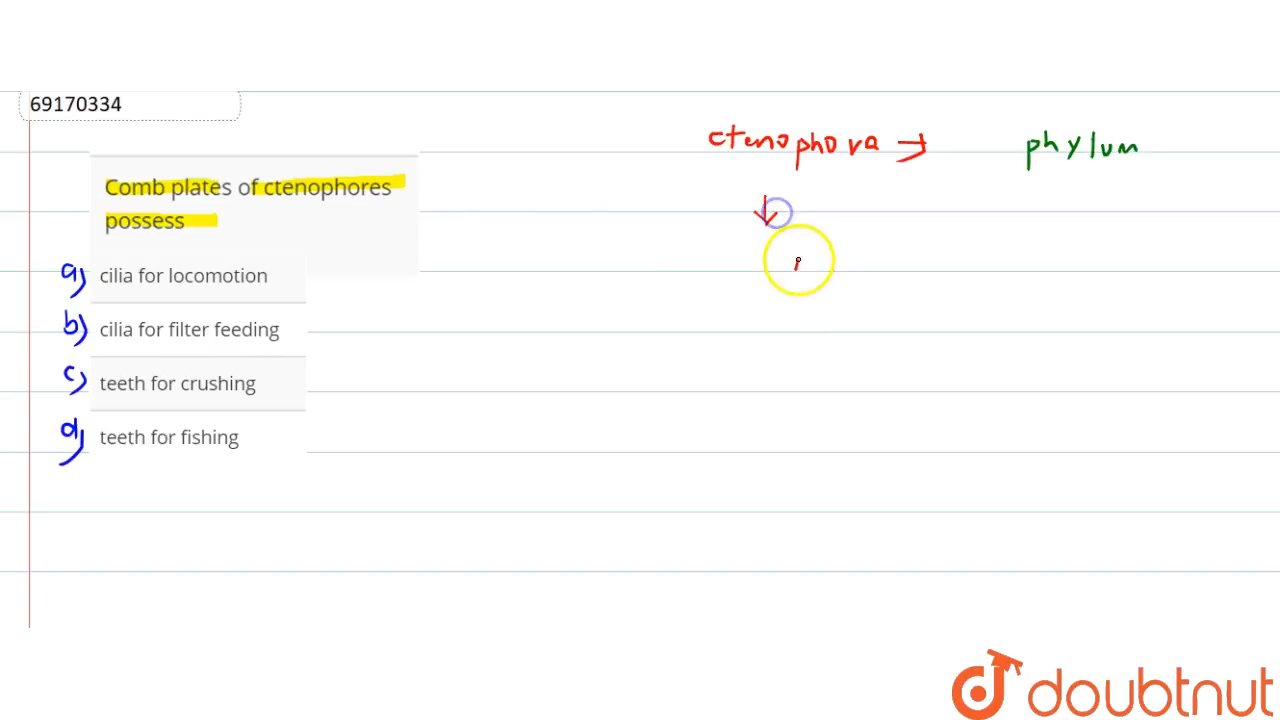 69170334
ctenophora → phylum
Comb plates of ctenophores
possess
a) cilia for locomotion
b) cilia for filter feeding
c) teeth for crushing
d) teeth for fishing
doubtnut